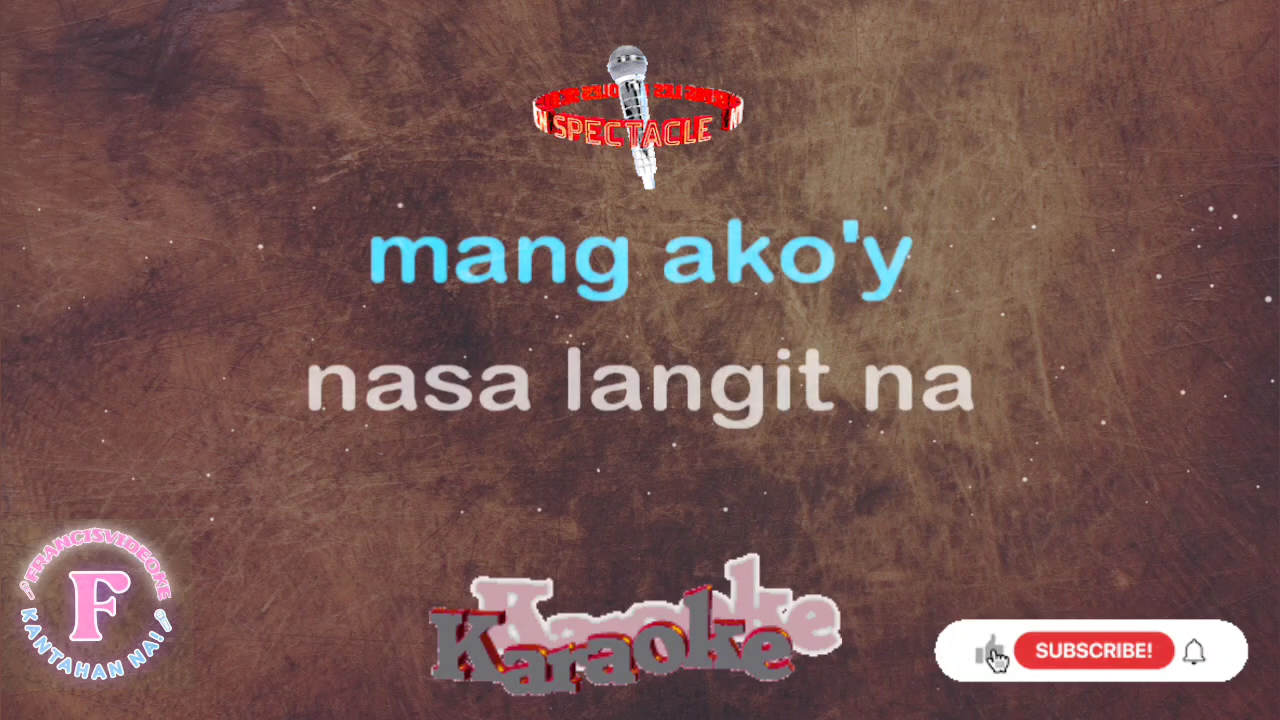 SPECTACLE
mang ako'y
nasa langit na
FRANCISVIDEOKE
F
KANTAHAN NA!
Karaoke
SUBSCRIBE!